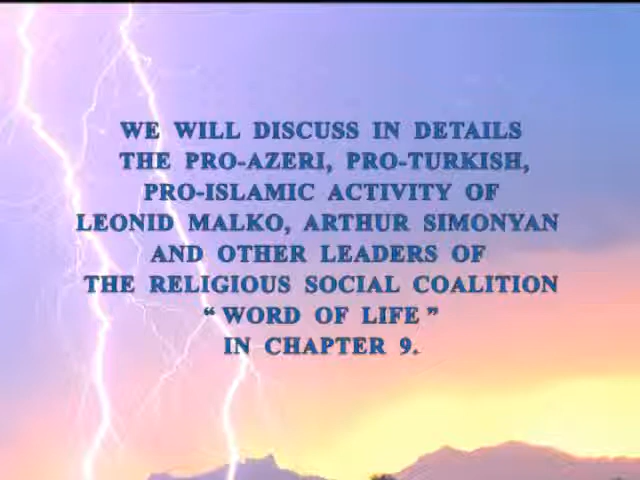 WE WILL DISCUSS IN DETAILS
THE PRO-AZERI, PRO-TURKISH,
PRO-ISLAMIC ACTIVITY OF
LEONID MALKO, ARTHUR SIMONYAN
AND OTHER LEADERS OF
THE RELIGIOUS SOCIAL COALITION
“ WORD OF LIFE ”
IN CHAPTER 9.